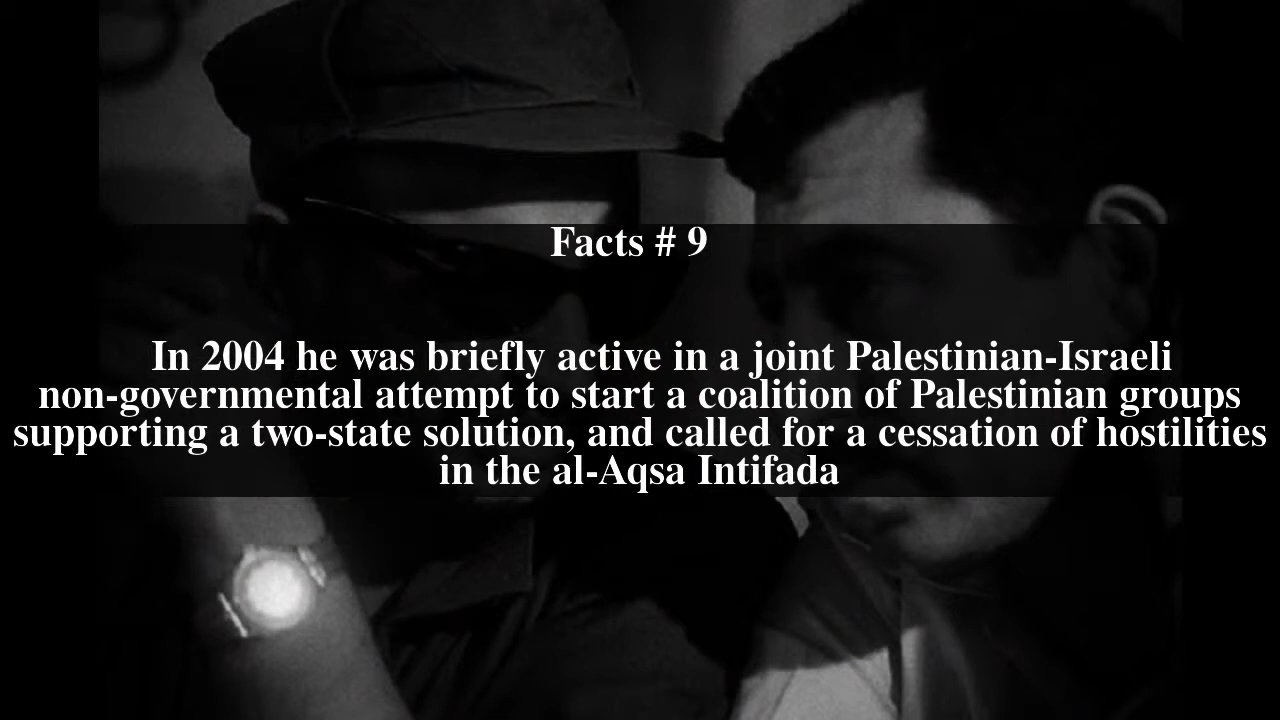 Facts # 9
In 2004 he was briefly active in a joint Palestinian-Israeli
non-governmental attempt to start a coalition of Palestinian groups
supporting a two-state solution, and called for a cessation of hostilities
in the al-Aqsa Intifada